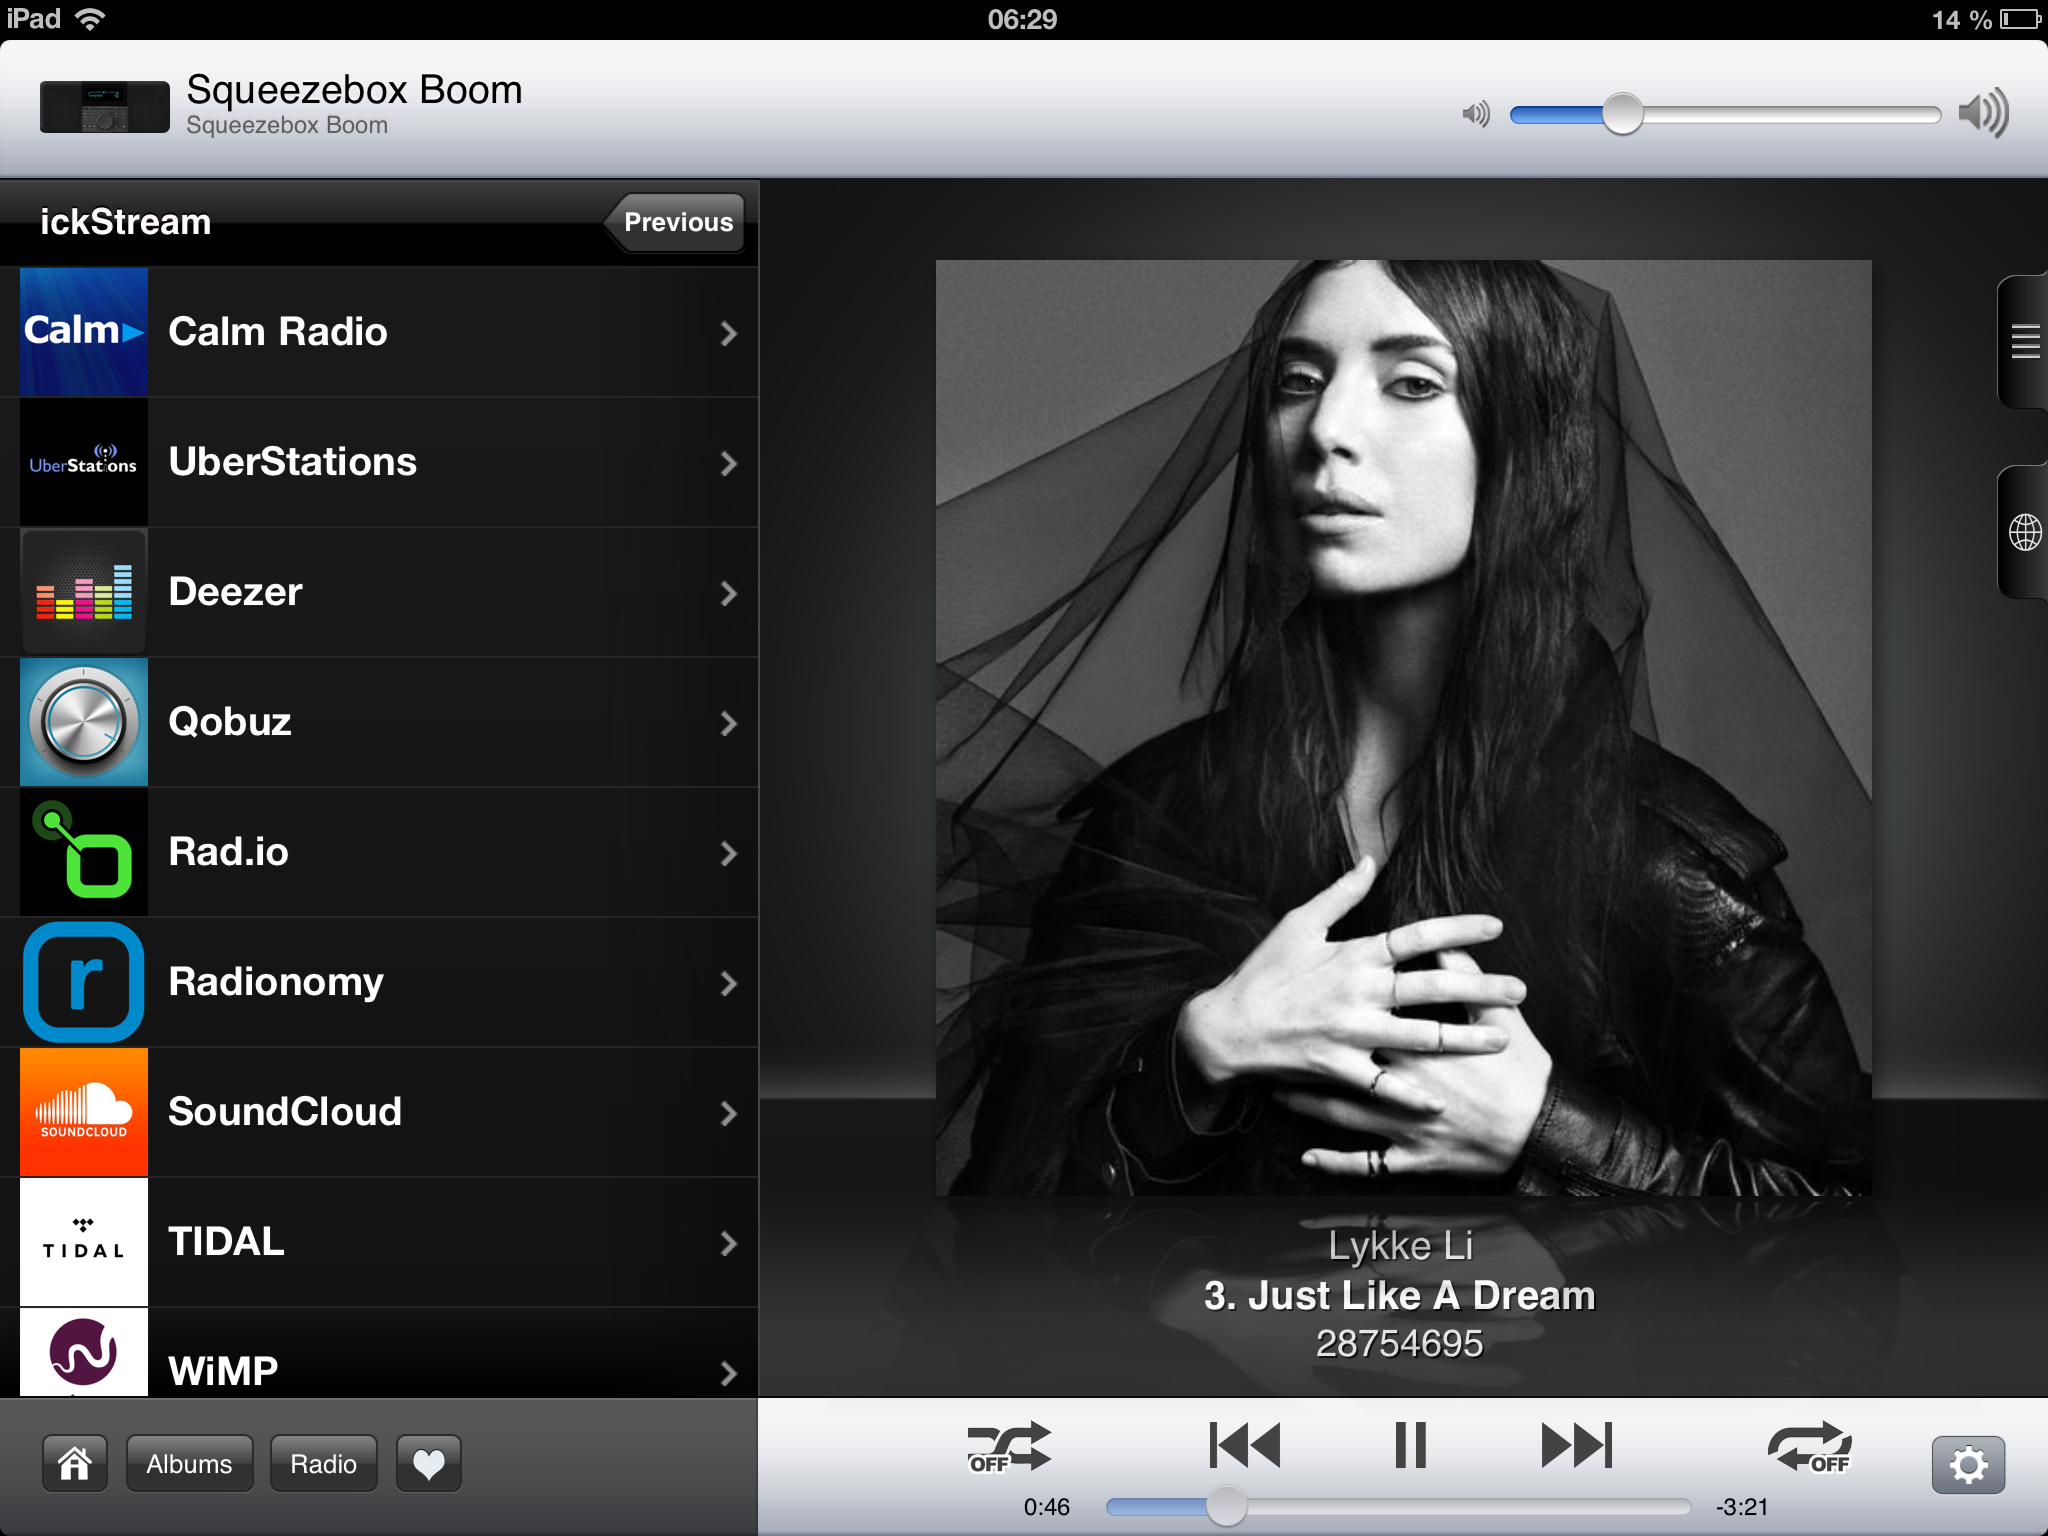 iPad
06:29
14 %
Squeezebox Boom
Squeezebox Boom
ickStream
Previous
Calm
Calm Radio
UberStations
UberStations
Deezer
Qobuz
Rad.io
r
Radionomy
SOUNDCLOUD
SoundCloud
TIDAL
TIDAL
WiMP
Lykke Li
3. Just Like A Dream
28754695
Albums
Radio
OFF
OFF
0:46
-3:21